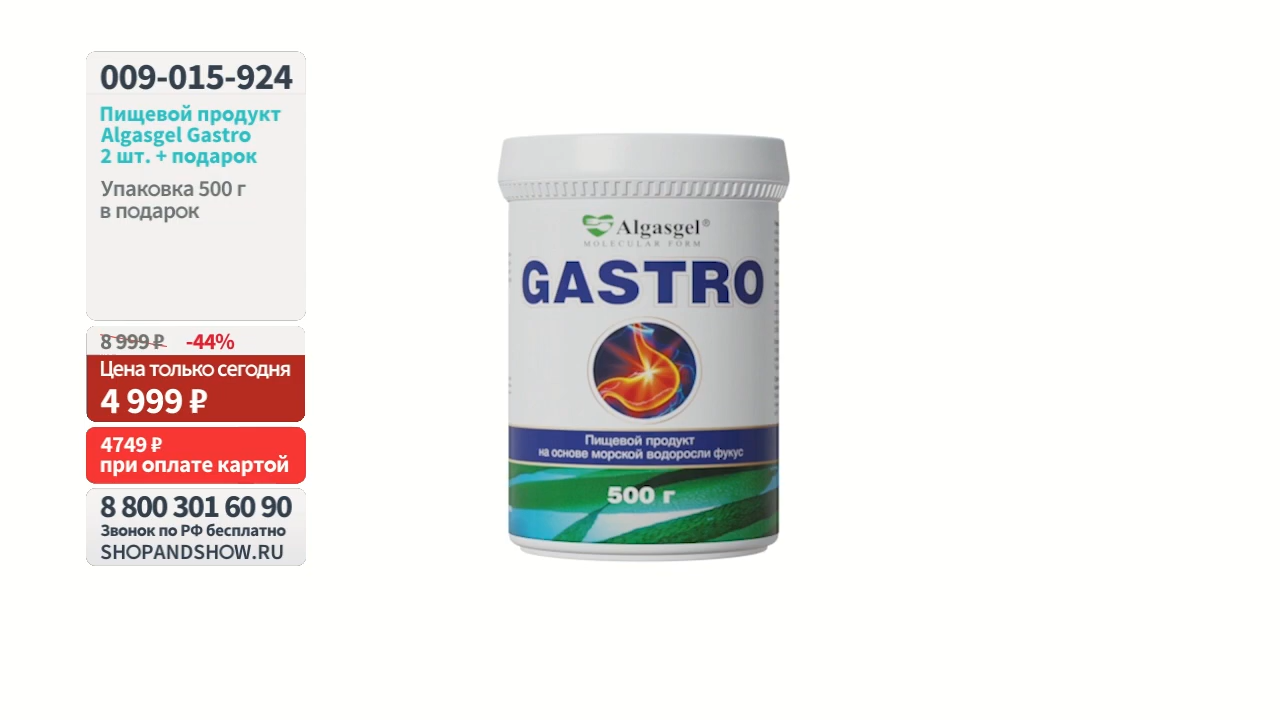 009-015-924
Пищевой продукт
Algasgel Gastro
2 шт. + подарок
Упаковка 500 г
в подарок
8 999 ₽ -44%
Цена только сегодня
4 999 ₽
4749 ₽
при оплате картой
8 800 301 60 90
Звонок по РФ бесплатно
SHOPANDSHOW.RU
Algasgel®
MOLECULAR FORM
GASTRO
Пищевой продукт
на основе морской водоросли фукус
500 г